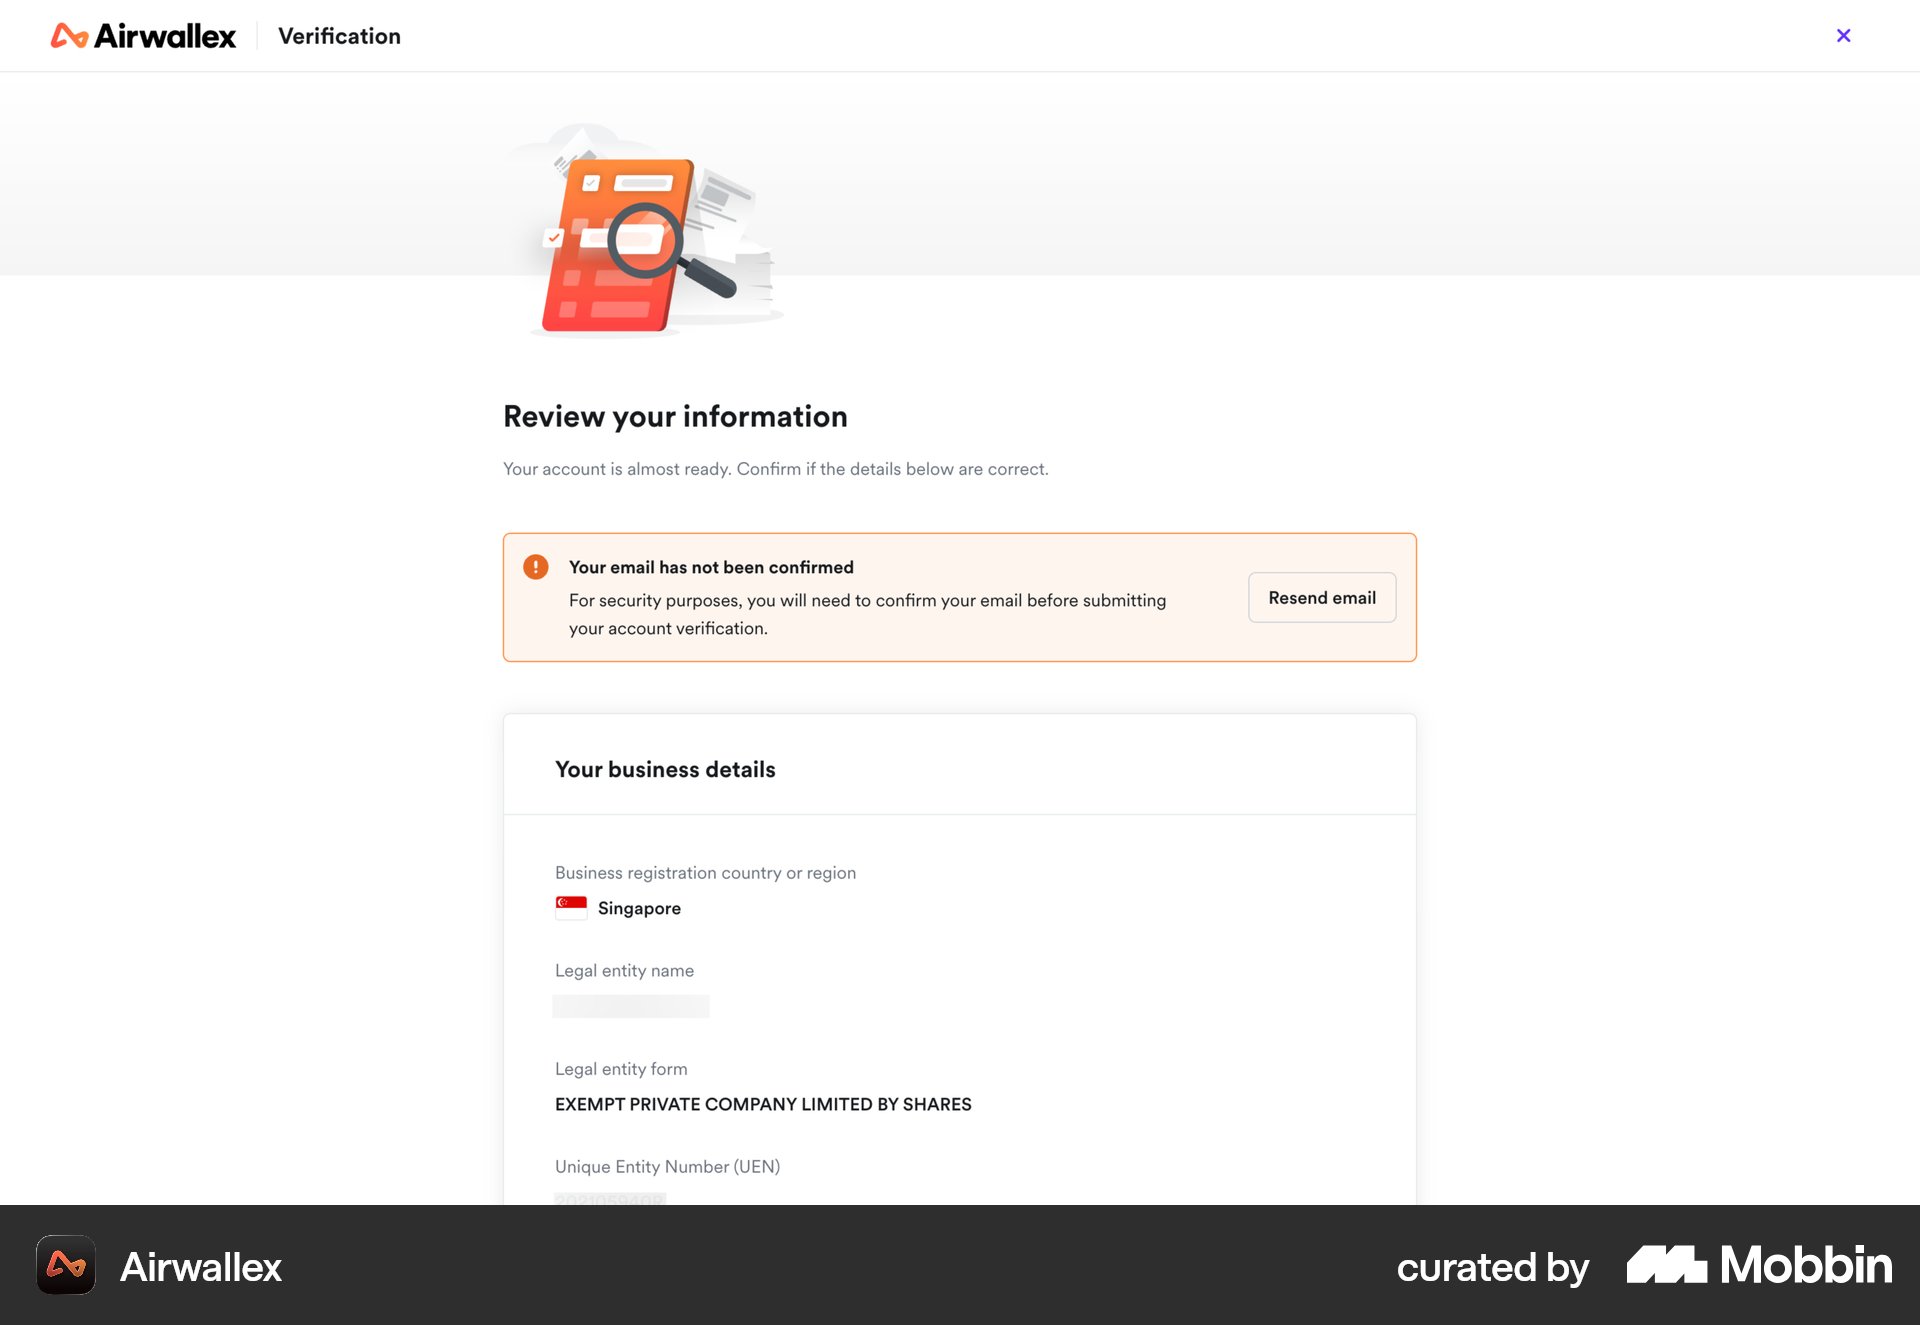 Airwallex
Verification
Review your information
Your account is almost ready. Confirm if the details below are correct.
Your email has not been confirmed
For security purposes, you will need to confirm your email before submitting
your account verification.
Resend email
Your business details
Business registration country or region
Singapore
Legal entity name
Legal entity form
EXEMPT PRIVATE COMPANY LIMITED BY SHARES
Unique Entity Number (UEN)
Airwallex
curated by
Mobbin